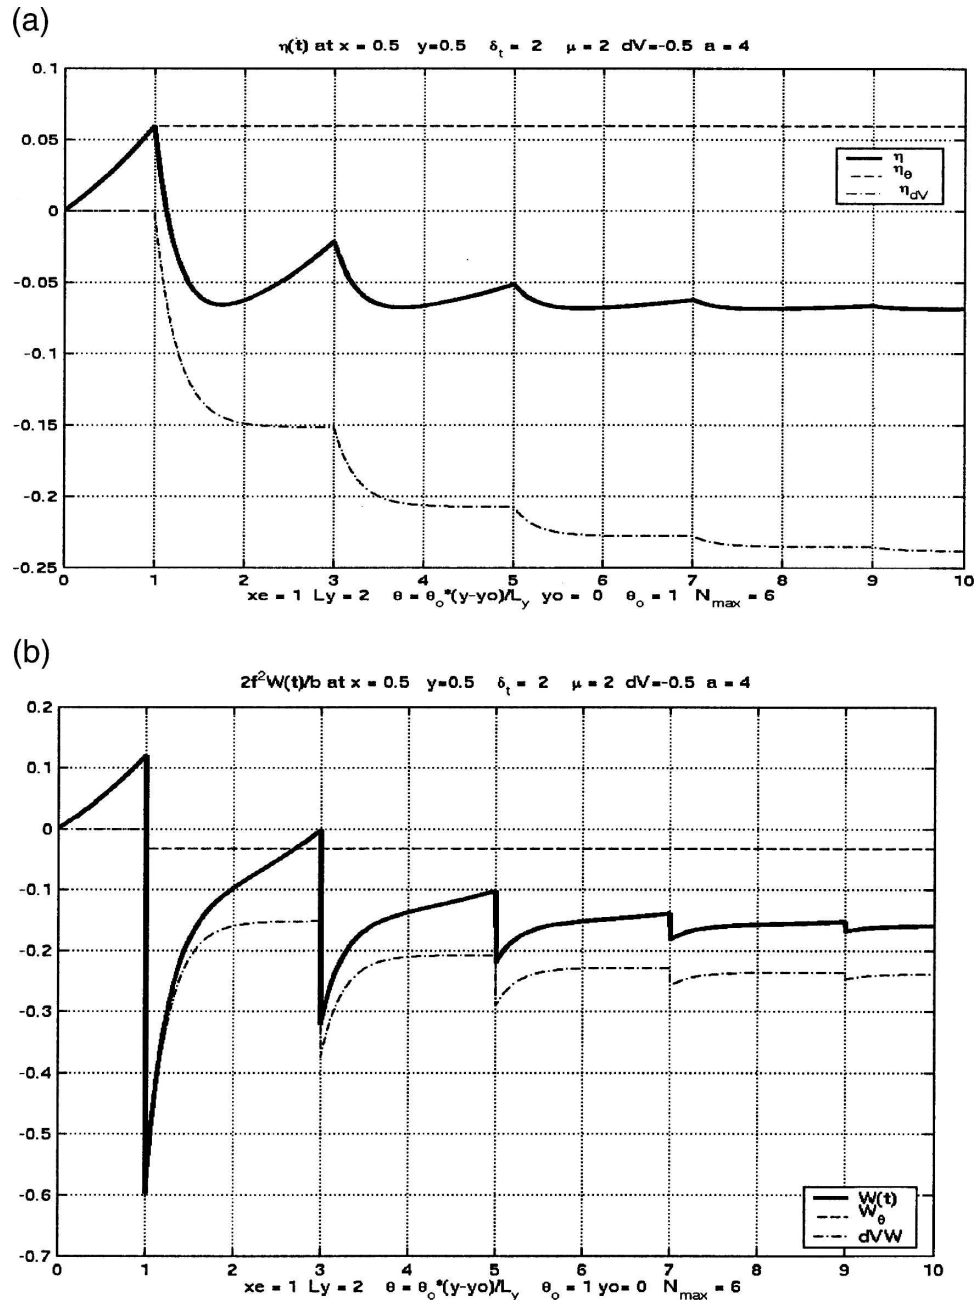 (a)
η(t) at x = 0.5 y=0.5 δt = 2 μ = 2 dV=-0.5 a = 4
0.1
0.05
0
-0.05
-0.1
-0.15
-0.2
-0.25
η
ηθ
ηdV
0 1 2 3 4 5 6 7 8 9 10
xe = 1 Ly = 2 θ = θo*(y-yo)/Ly yo = 0 θo = 1 Nmax = 6
(b)
2f²W(t)/b at x = 0.5 y=0.5 δt = 2 μ = 2 dV=-0.5 a = 4
0.2
0.1
0
-0.1
-0.2
-0.3
-0.4
-0.5
-0.6
-0.7
W(t)
Wθ
dVW
0 1 2 3 4 5 6 7 8 9 10
xe = 1 Ly = 2 θ = θo*(y-yo)/Ly θo = 1 yo= 0 Nmax = 6